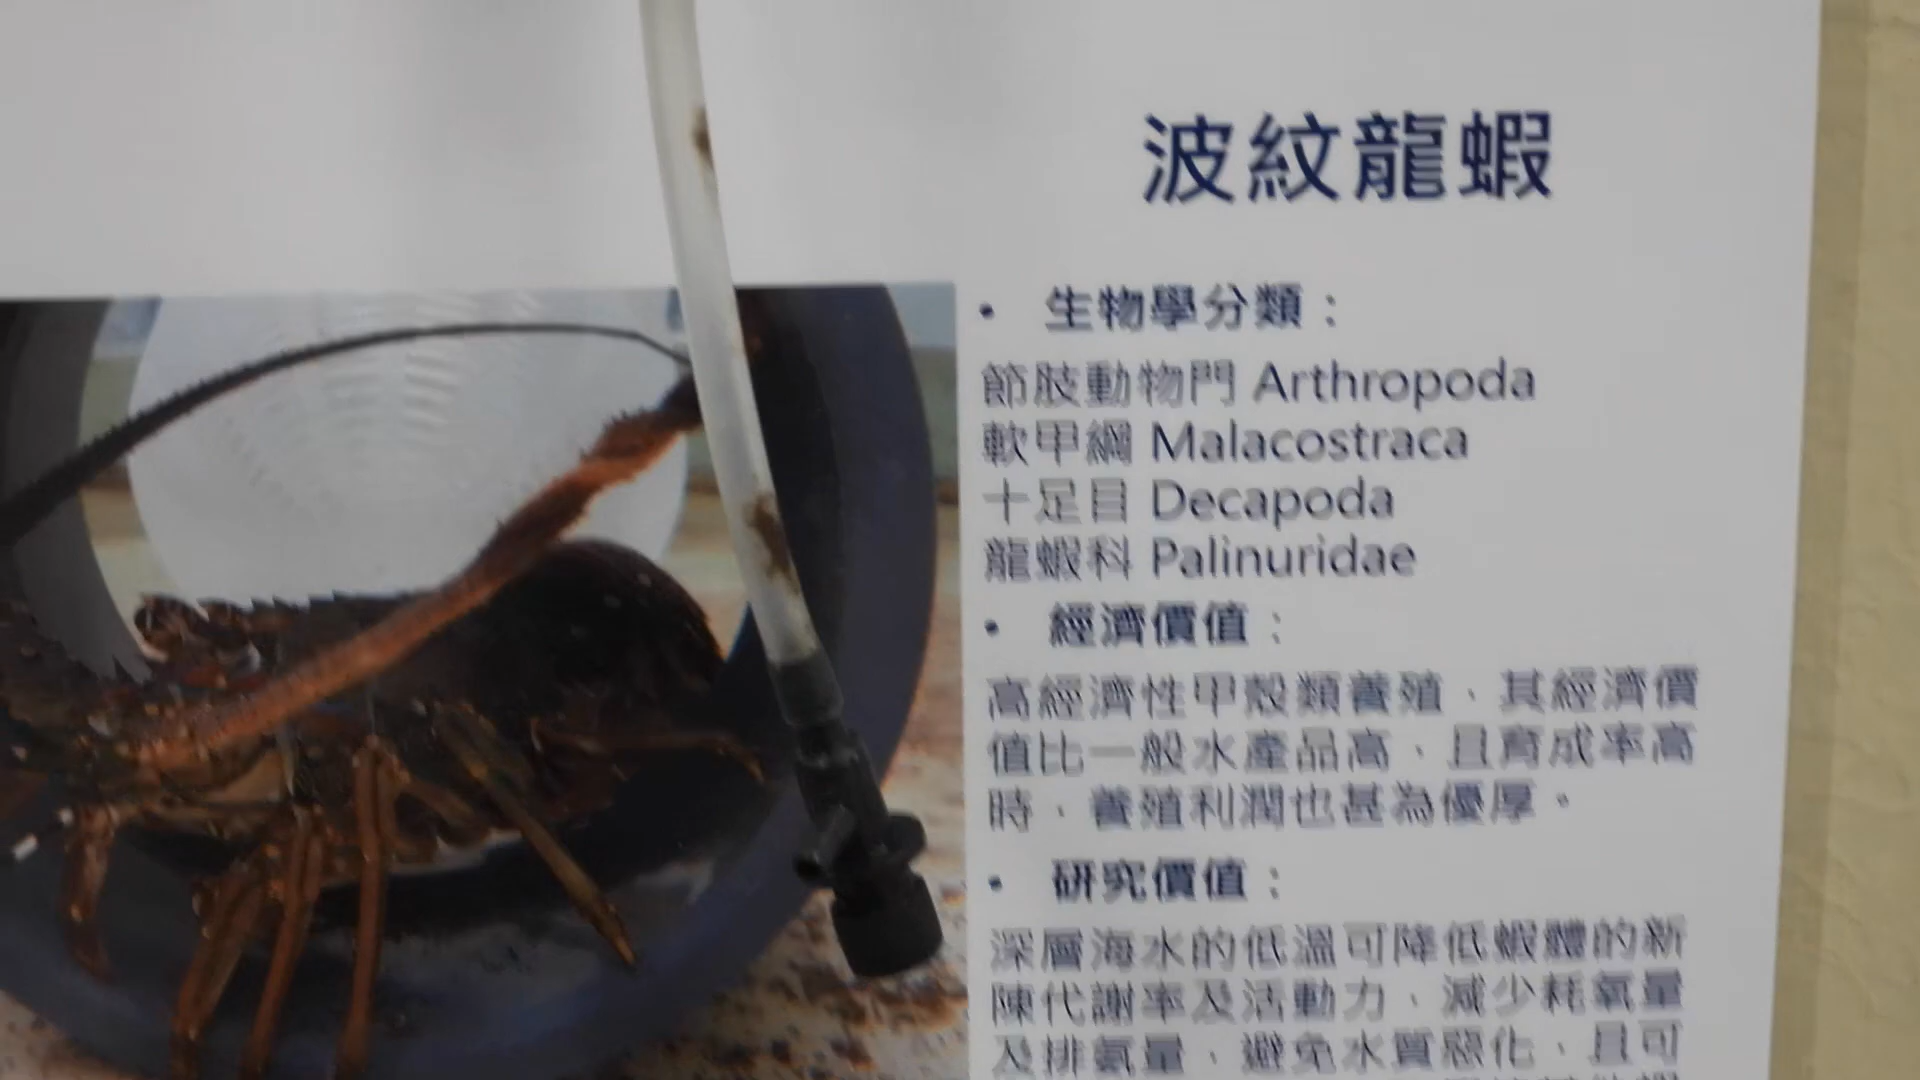 波紋龍蝦
• 生物學分類：
節肢動物門 Arthropoda
軟甲綱 Malacostraca
十足目 Decapoda
龍蝦科 Palinuridae
• 經濟價值：
高經濟性甲殼類養殖、其經濟價
值比一般水產品高、且育成率高
時、養殖利潤也甚為優厚。
• 研究價值：
深層海水的低溫可降低蝦體的新
陳代謝率及活動力、減少耗氧量
及排氨量、避免水質惡化、且可